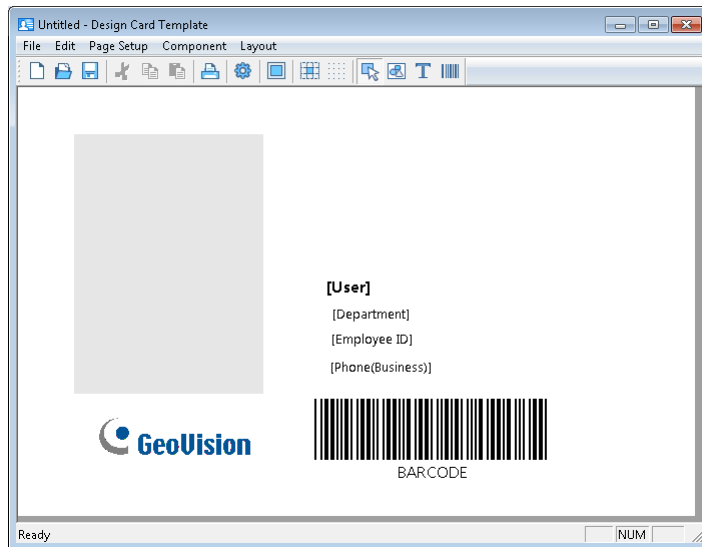 Untitled - Design Card Template
File Edit Page Setup Component Layout
T
[User]
[Department]
[Employee ID]
[Phone(Business)]
GeoVision
BARCODE
Ready
NUM